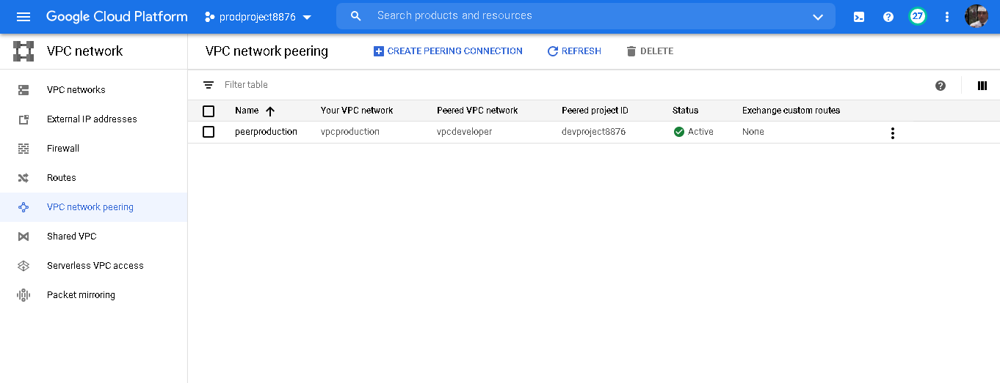 Google Cloud Platform prodproject8876 Search products and resources 27
VPC network
VPC network peering CREATE PEERING CONNECTION REFRESH DELETE
VPC networks
External IP addresses
Firewall
Routes
VPC network peering
Shared VPC
Serverless VPC access
Packet mirroring
Filter table
Name Your VPC network Peered VPC network Peered project ID Status Exchange custom routes
peerproduction vpcproduction vpcdeveloper devproject8876 Active None